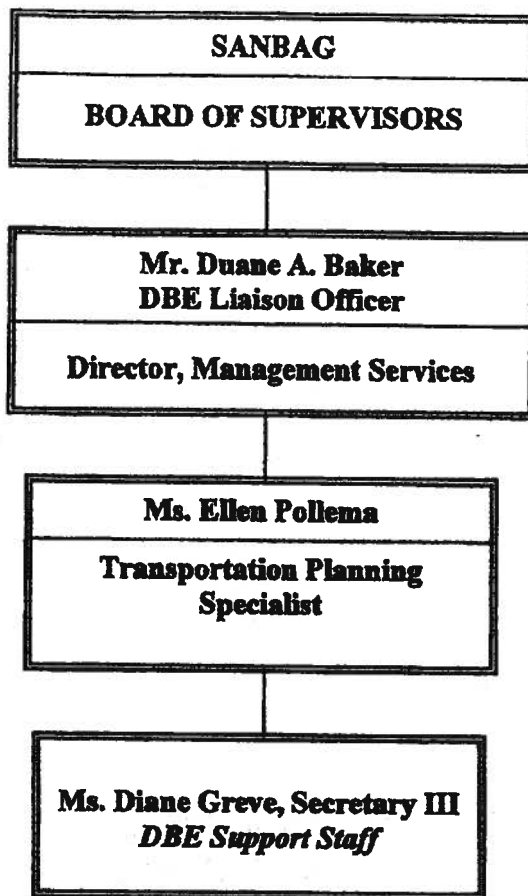 SANBAG
BOARD OF SUPERVISORS
Mr. Duane A. Baker
DBE Liaison Officer
Director, Management Services
Ms. Ellen Pollema
Transportation Planning
Specialist
Ms. Diane Greve, Secretary III
DBE Support Staff